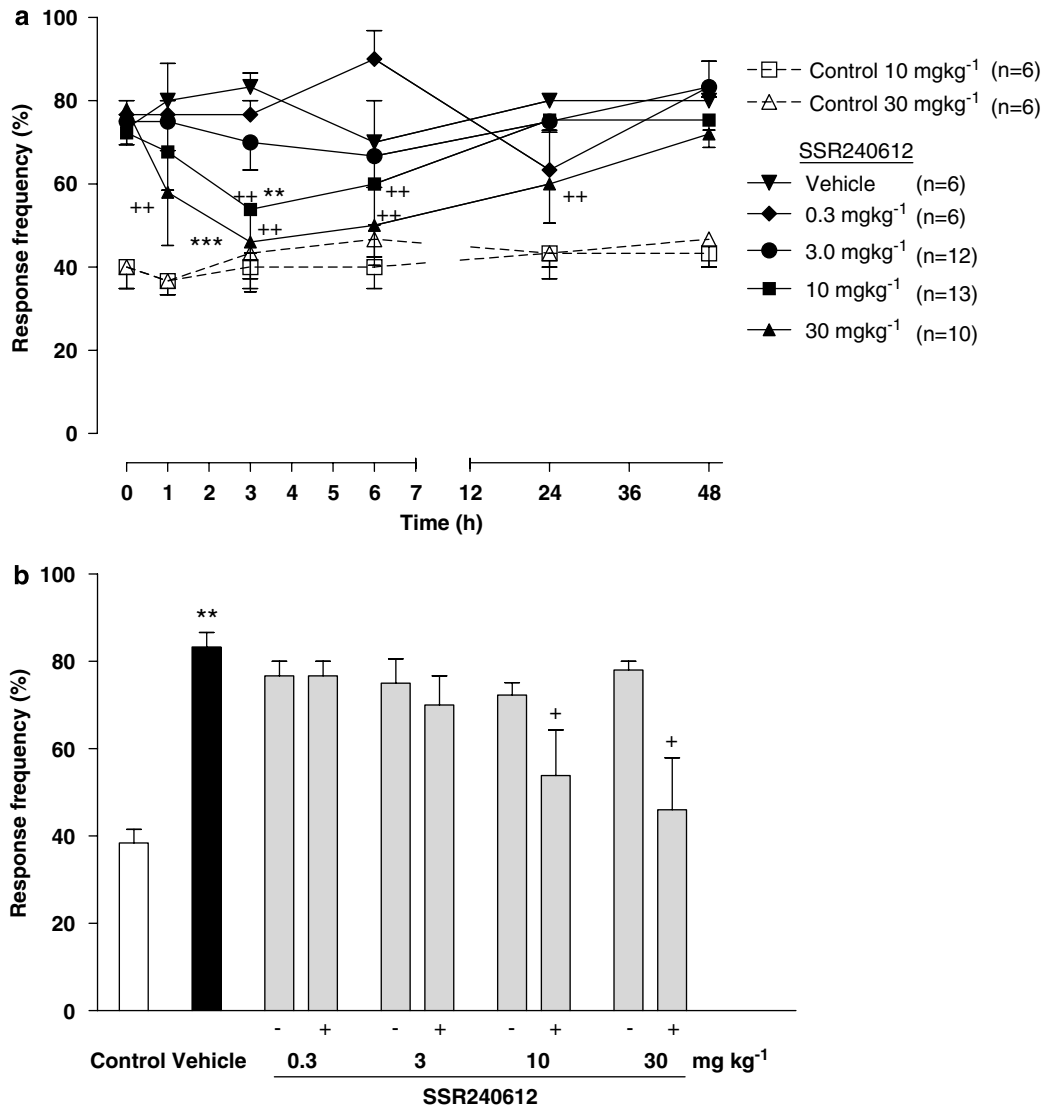 a
100
80
60
40
20
0
Response frequency (%)
++
***
++ **
++
++
++
++
0 1 2 3 4 5 6 7 12 24 36 48
Time (h)
Control 10 mgkg-1 (n=6)
Control 30 mgkg-1 (n=6)
SSR240612
Vehicle (n=6)
0.3 mgkg-1 (n=6)
3.0 mgkg-1 (n=12)
10 mgkg-1 (n=13)
30 mgkg-1 (n=10)
b
100
80
60
40
20
0
Response frequency (%)
**
+
+
- + - + - + - +
Control Vehicle 0.3 3 10 30 mg kg-1
SSR240612